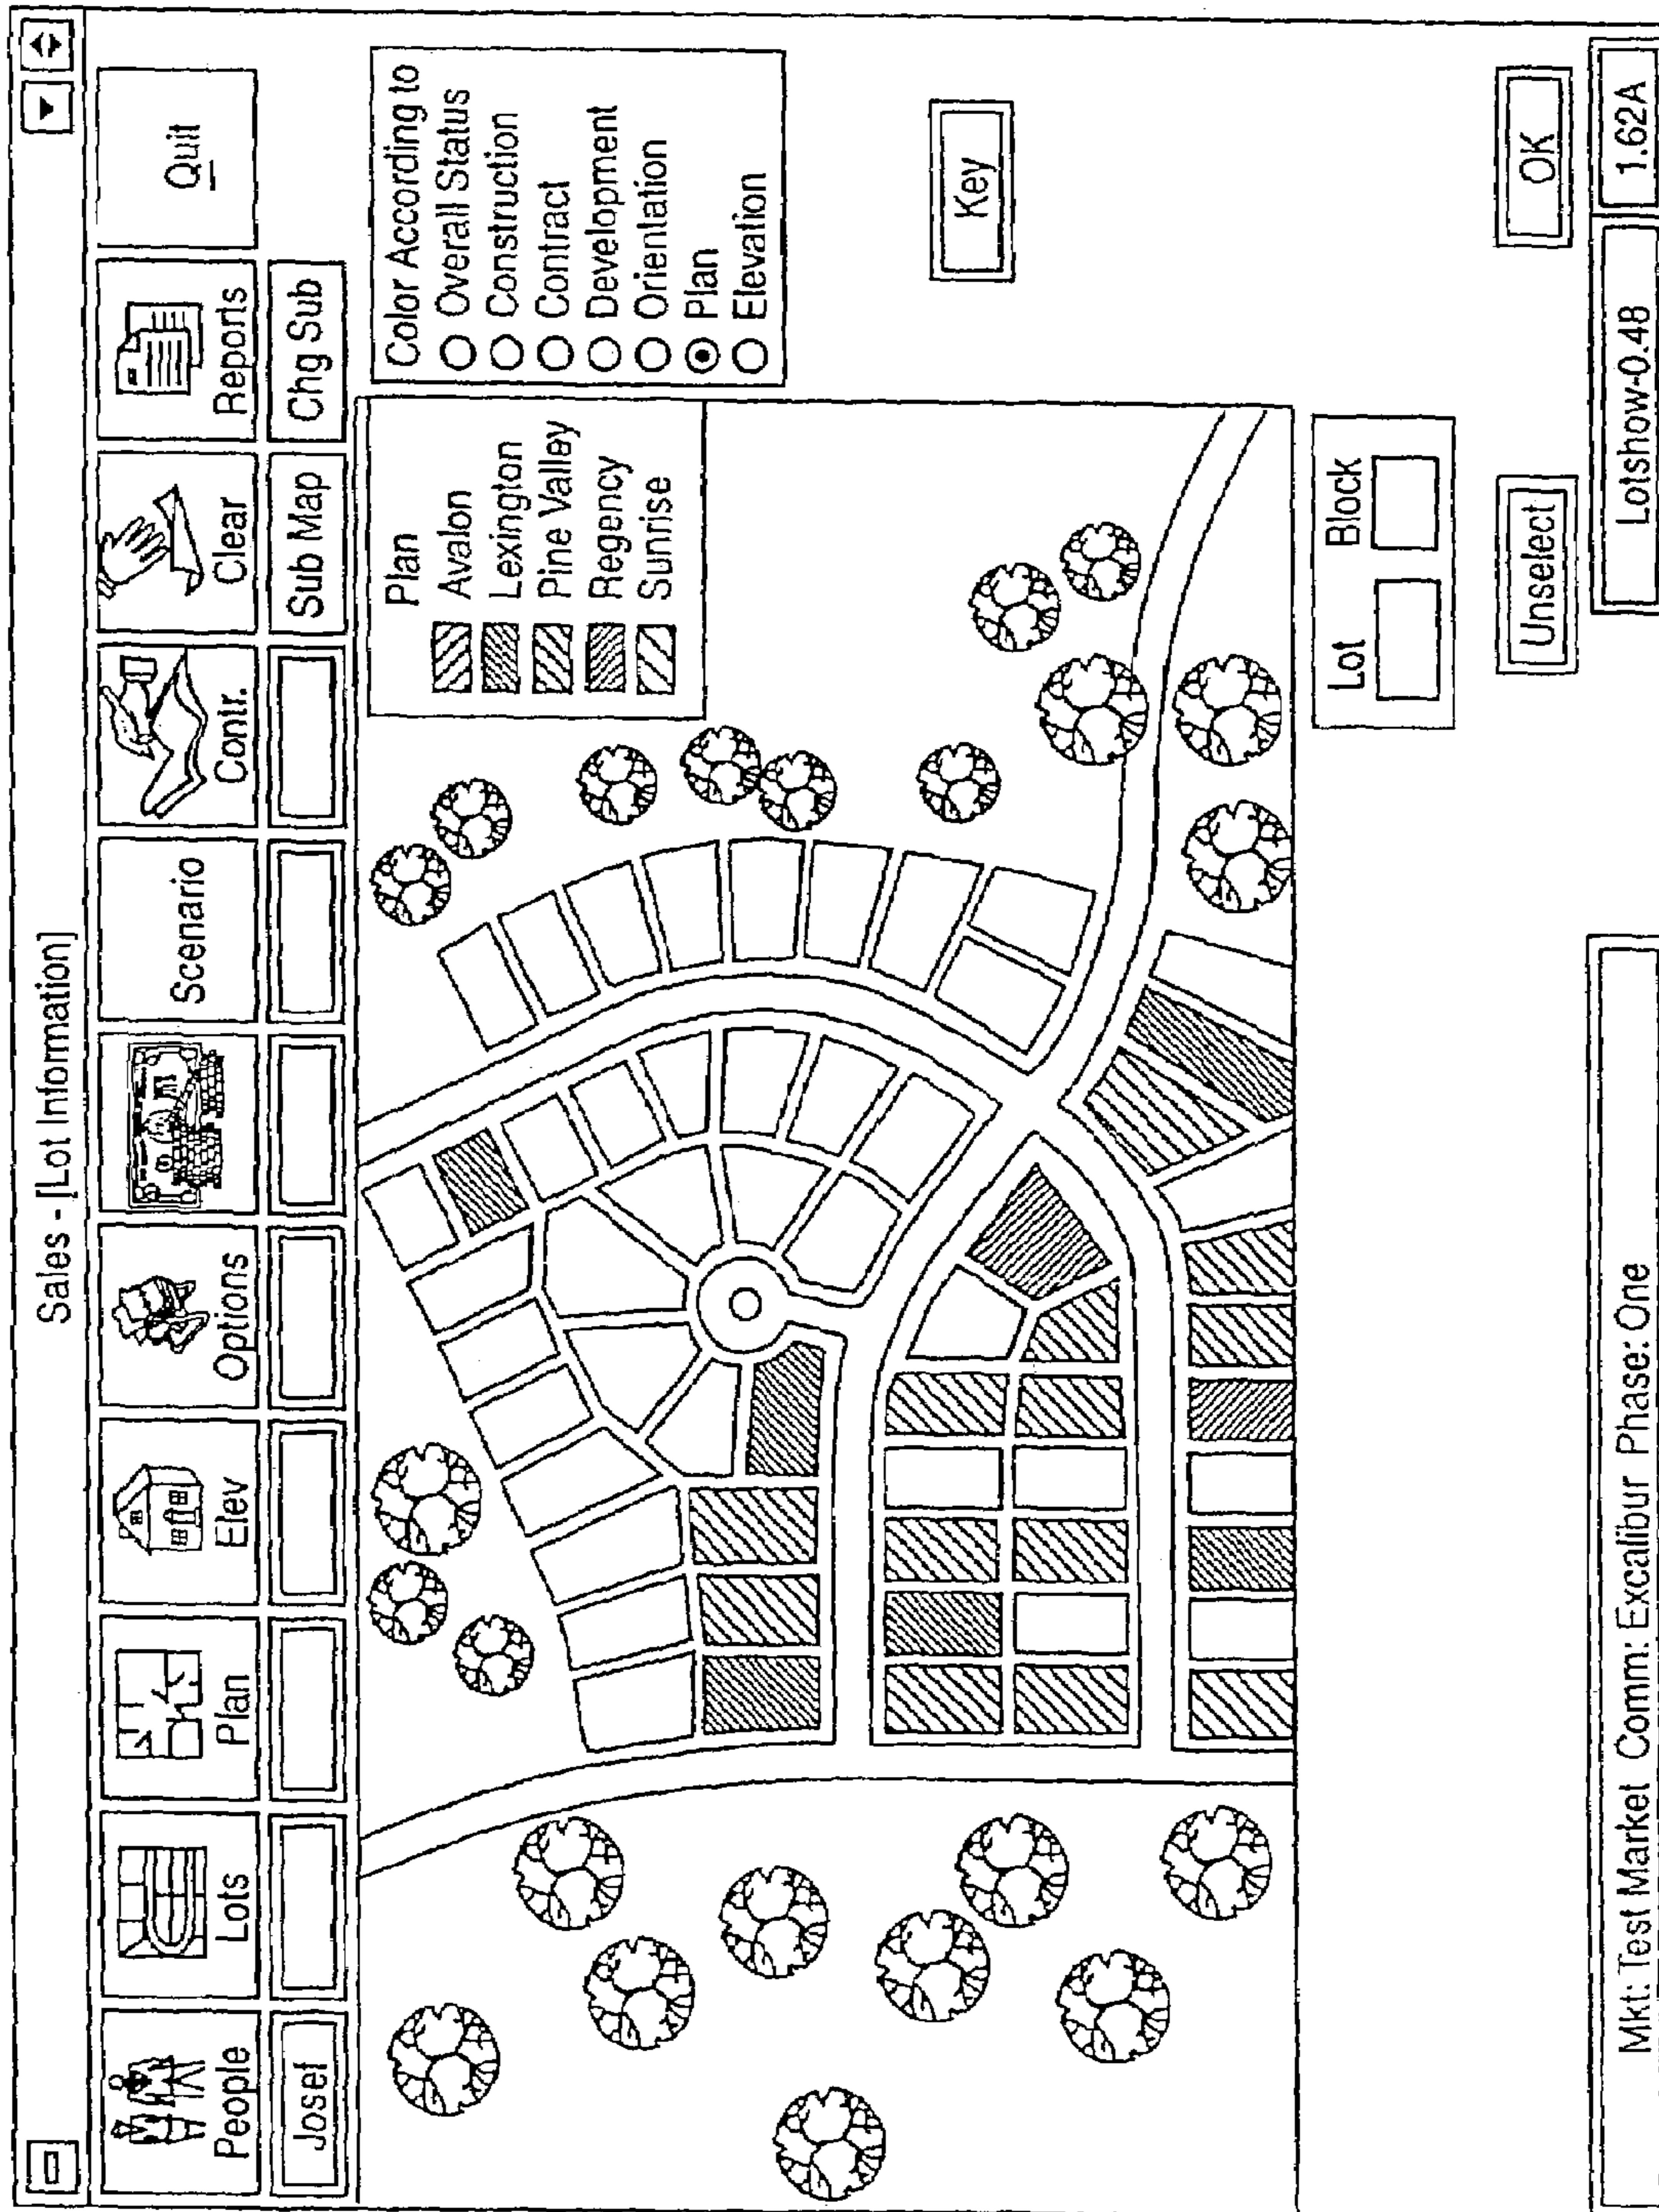 Sales - [Lot Information]
People
Lots
Plan
Elev
Options
Scenario
Contr.
Clear
Reports
Quit
Josef
Sub Map
Chg Sub
Plan
Avalon
Lexington
Pine Valley
Regency
Sunrise
Color According to
Overall Status
Construction
Contract
Development
Orientation
Plan
Elevation
Key
Lot Block
Unselect
OK
Mkt: Test Market Comm: Excalibur Phase: One
Lotshow-0.48
1.62A